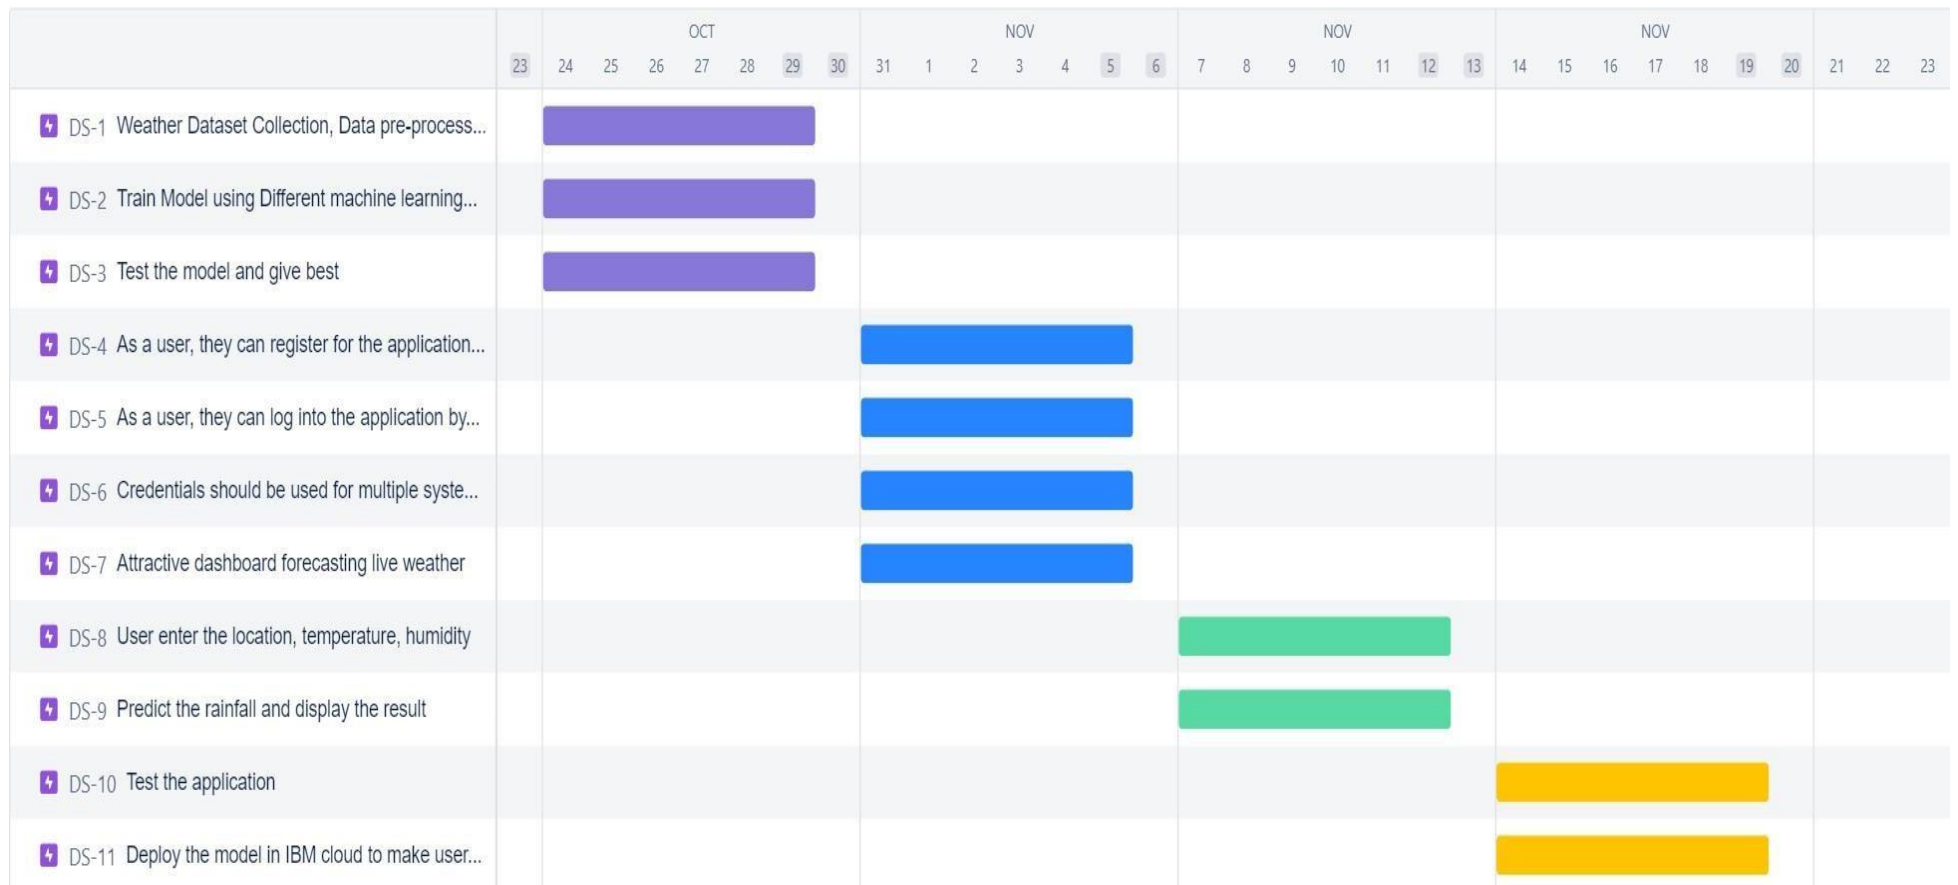 OCT NOV NOV NOV
23 24 25 26 27 28 29 30 31 1 2 3 4 5 6 7 8 9 10 11 12 13 14 15 16 17 18 19 20 21 22 23
DS-1 Weather Dataset Collection, Data pre-process...
DS-2 Train Model using Different machine learning...
DS-3 Test the model and give best
DS-4 As a user, they can register for the application...
DS-5 As a user, they can log into the application by...
DS-6 Credentials should be used for multiple syste...
DS-7 Attractive dashboard forecasting live weather
DS-8 User enter the location, temperature, humidity
DS-9 Predict the rainfall and display the result
DS-10 Test the application
DS-11 Deploy the model in IBM cloud to make user...